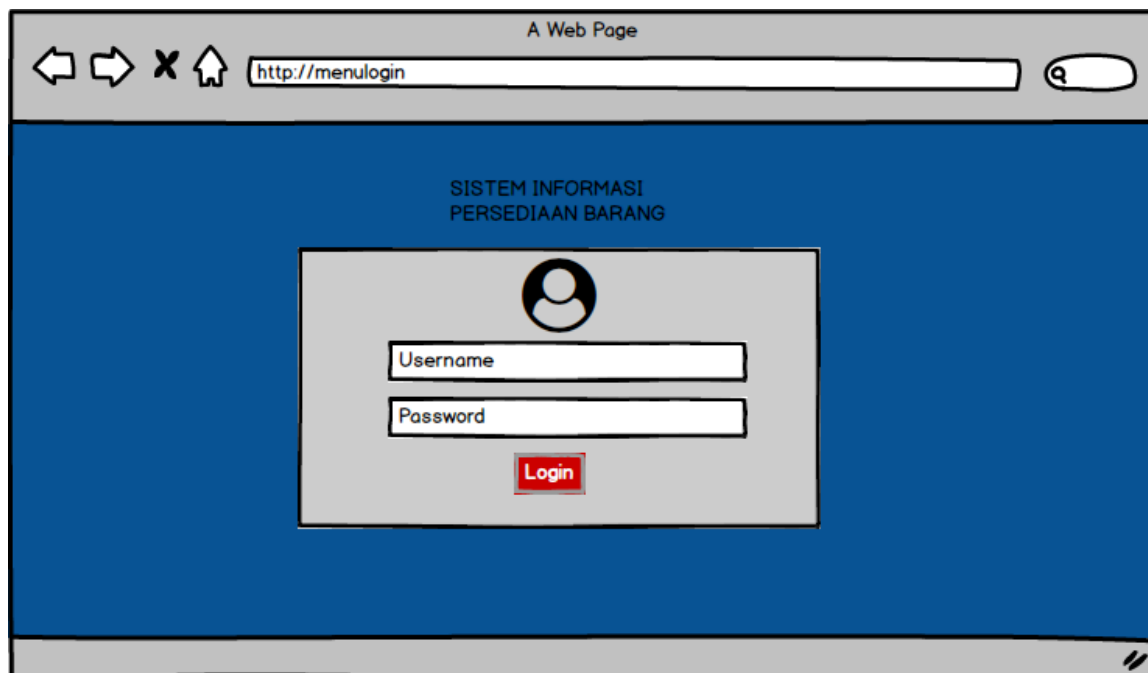 A Web Page
http://menulogin
SISTEM INFORMASI
PERSEDIAAN BARANG
Username
Password
Login